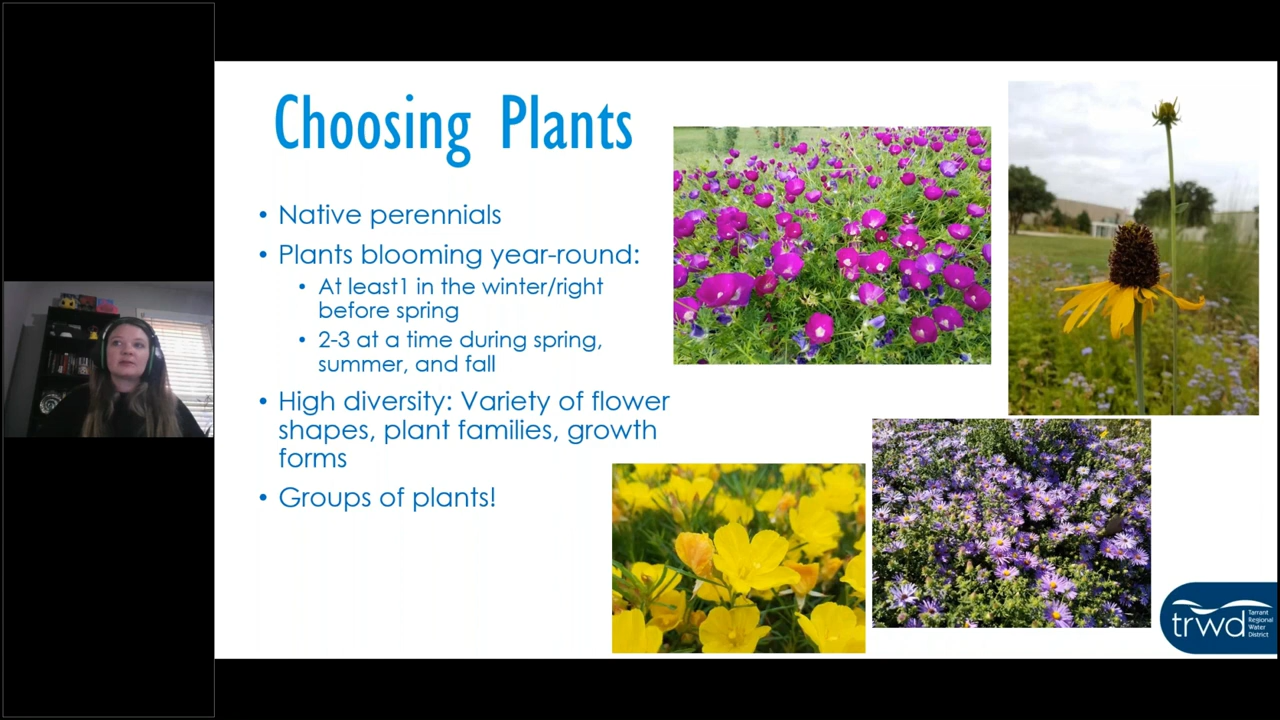 Choosing Plants
• Native perennials
• Plants blooming year-round:
• At least1 in the winter/right
before spring
• 2-3 at a time during spring,
summer, and fall
• High diversity: Variety of flower
shapes, plant families, growth
forms
• Groups of plants!
trwd
Tarrant
Regional
Water
District